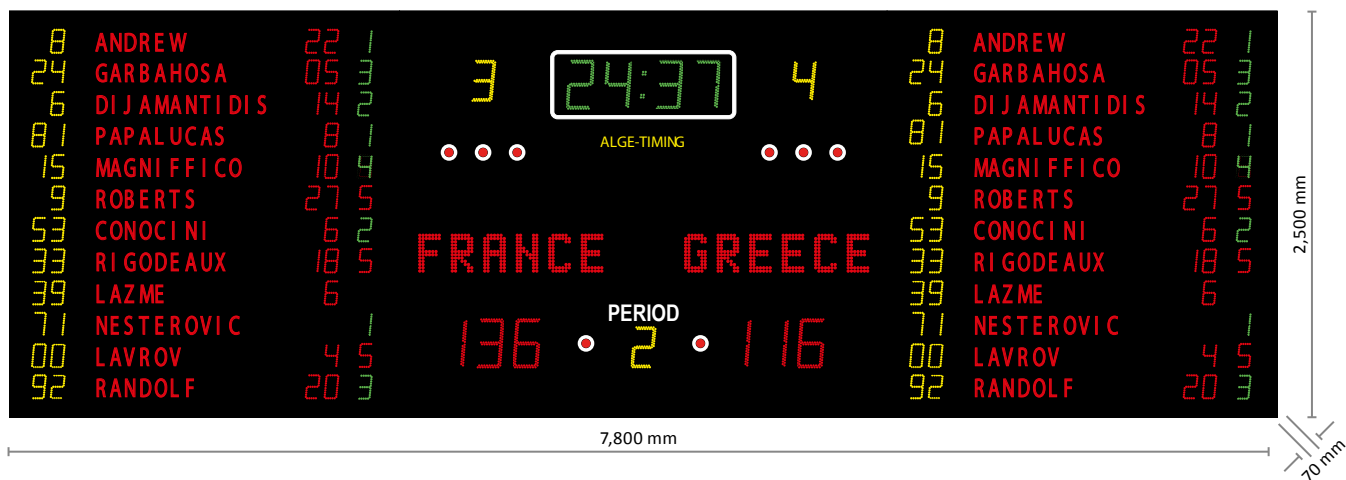 8 ANDREW 22 1
24 GARBAHOSA 05 3
6 DIJAMANTIDIS 14 2
81 PAPALUCAS 8 1
15 MAGNIFFICO 10 4
9 ROBERTS 27 5
53 CONOCINI 6 2
33 RIGODEAUX 18 5
39 LAZME 6
71 NESTEROVIC 1
00 LAVROV 4 5
92 RANDOLF 20 3
3 24:37 4
ALGE-TIMING
FRANCE GREECE
PERIOD
136 2 116
8 ANDREW 22 1
24 GARBAHOSA 05 3
6 DIJAMANTIDIS 14 2
81 PAPALUCAS 8 1
15 MAGNIFFICO 10 4
9 ROBERTS 27 5
53 CONOCINI 6 2
33 RIGODEAUX 18 5
39 LAZME 6
71 NESTEROVIC 1
00 LAVROV 4 5
92 RANDOLF 20 3
2,500 mm
7,800 mm
70 mm